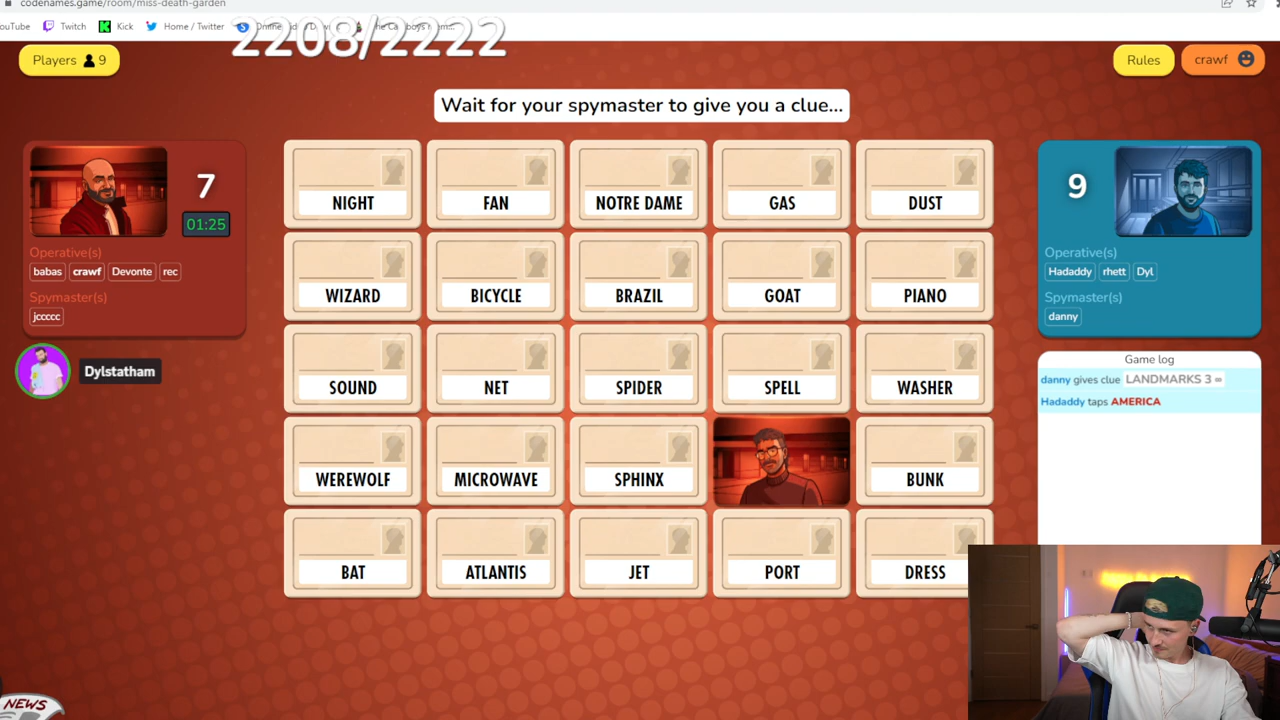 codenames.game/room/miss-death-garden
Twitch
Kick
Home / Twitter
2208/2222
Players 9
Rules
crawf
Wait for your spymaster to give you a clue...
7
01:25
Operative(s)
babas
crawf
Devonte
rec
Spymaster(s)
jccccc
Dylstatham
NIGHT
FAN
NOTRE DAME
GAS
DUST
WIZARD
BICYCLE
BRAZIL
GOAT
PIANO
SOUND
NET
SPIDER
SPELL
WASHER
WEREWOLF
MICROWAVE
SPHINX
BUNK
BAT
ATLANTIS
JET
PORT
DRESS
9
Operative(s)
Hadaddy
rhett
Dyl
Spymaster(s)
danny
Game log
danny gives clue LANDMARKS 3
Hadaddy taps AMERICA
NEWS